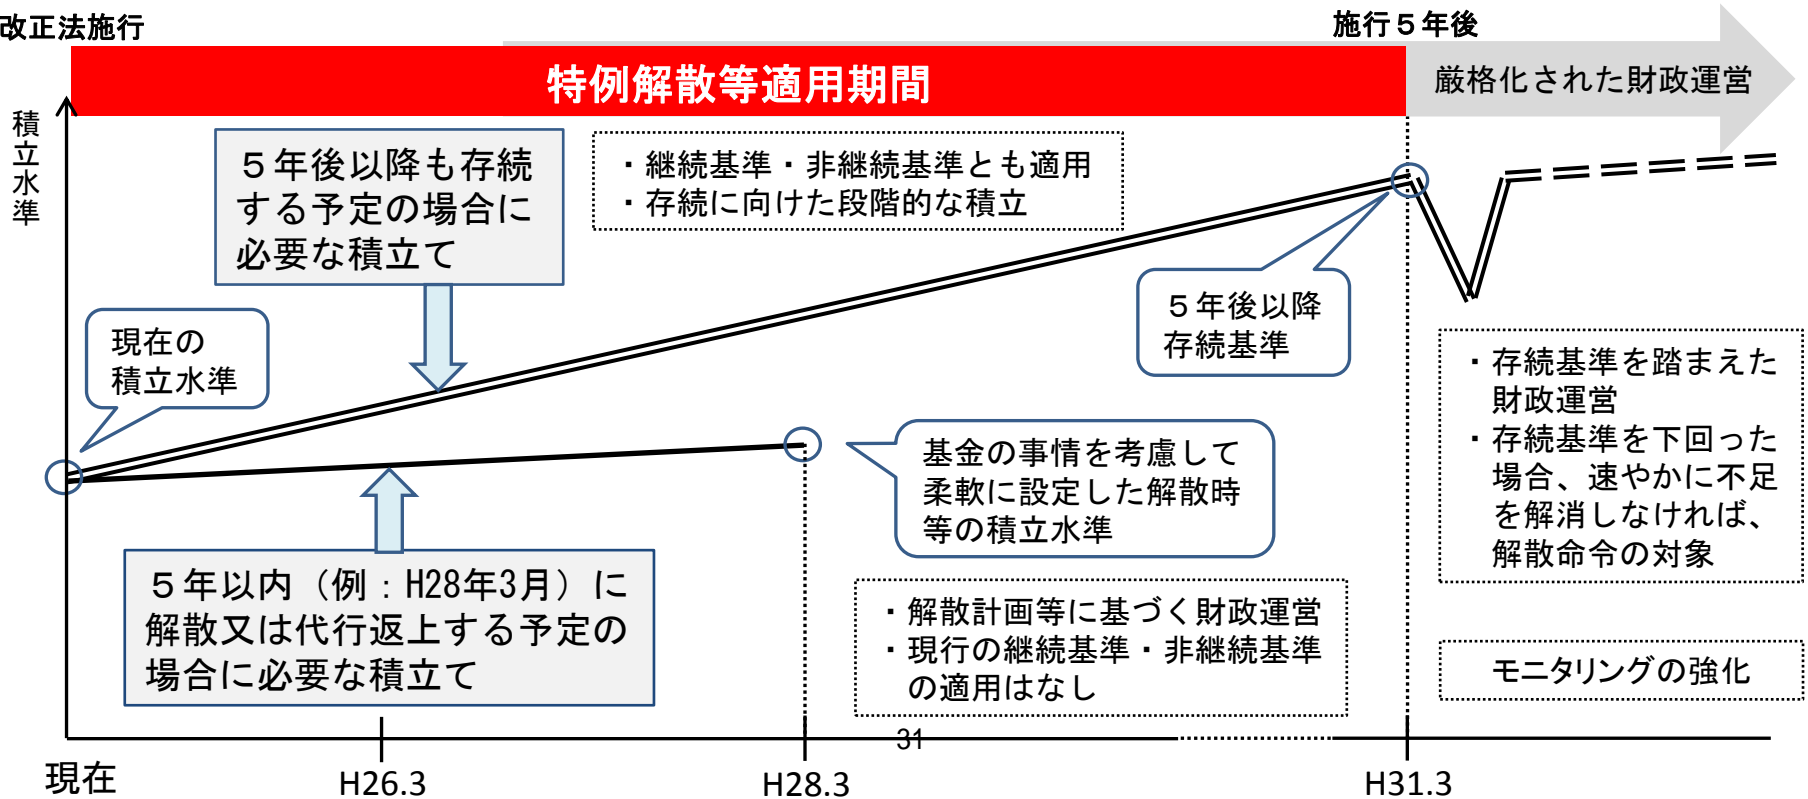 改正法施行
施行５年後
特例解散等適用期間
厳格化された財政運営
積立水準
５年後以降も存続
する予定の場合に
必要な積立て
・継続基準・非継続基準とも適用
・存続に向けた段階的な積立
現在の
積立水準
５年後以降
存続基準
基金の事情を考慮して
柔軟に設定した解散時
等の積立水準
・存続基準を踏まえた
財政運営
・存続基準を下回った
場合、速やかに不足
を解消しなければ、
解散命令の対象
５年以内（例：H28年3月）に
解散又は代行返上する予定の
場合に必要な積立て
・解散計画等に基づく財政運営
・現行の継続基準・非継続基準
の適用はなし
モニタリングの強化
31
現在
H26.3
H28.3
H31.3